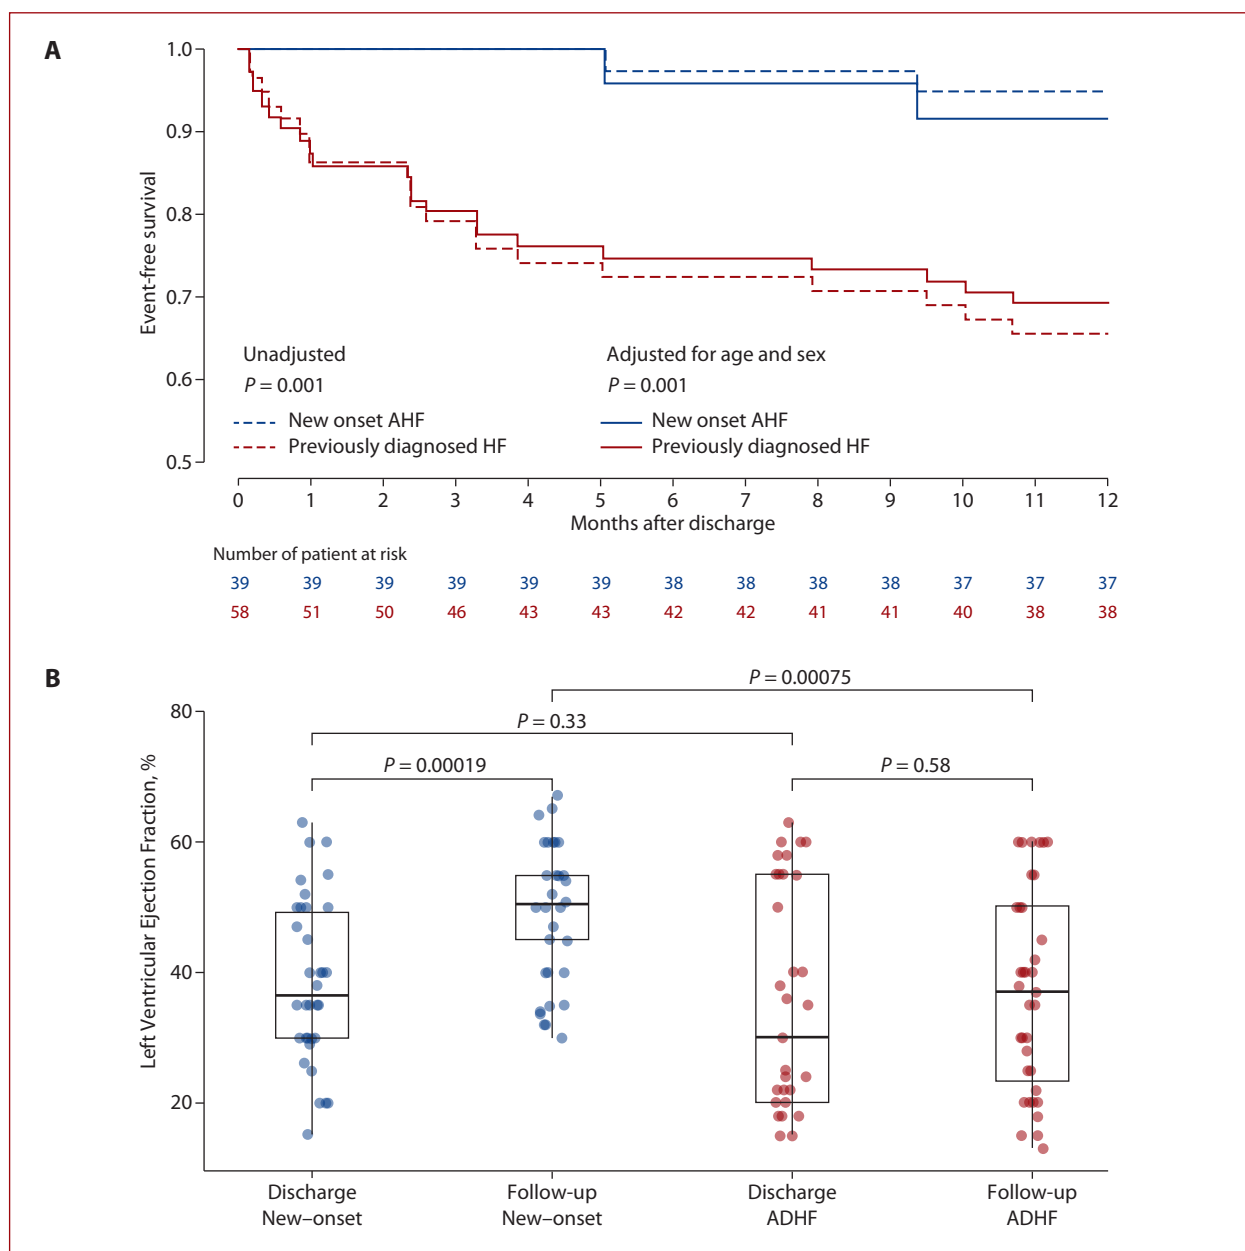 A
1.0
0.9
0.8
0.7
0.6
0.5
Event-free survival
Unadjusted
P = 0.001
New onset AHF
Previously diagnosed HF
Adjusted for age and sex
P = 0.001
New onset AHF
Previously diagnosed HF
0 1 2 3 4 5 6 7 8 9 10 11 12
Months after discharge
Number of patient at risk
39 39 39 39 39 39 38 38 38 38 37 37 37
58 51 50 46 43 43 42 42 41 41 40 38 38
B
P = 0.00075
P = 0.33
P = 0.00019
P = 0.58
80
60
40
20
Left Ventricular Ejection Fraction, %
Discharge
New–onset
Follow-up
New–onset
Discharge
ADHF
Follow-up
ADHF